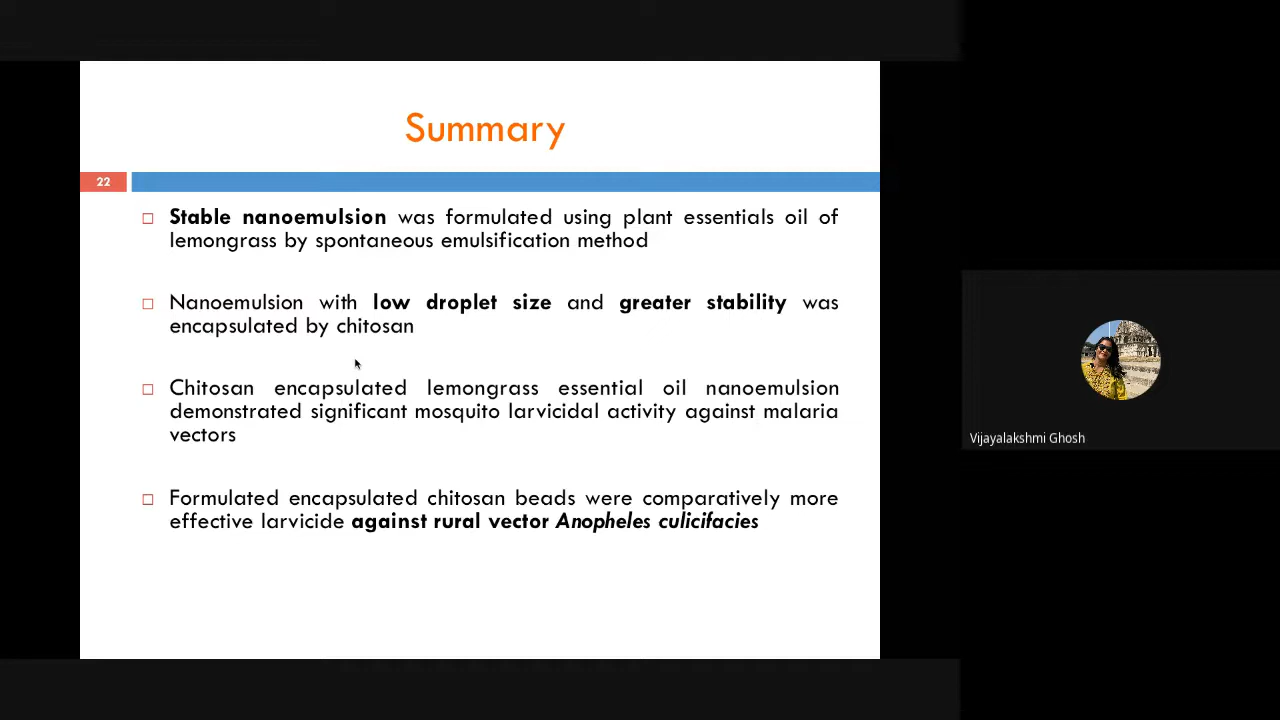 Summary
22
Stable nanoemulsion was formulated using plant essentials oil of
lemongrass by spontaneous emulsification method
Nanoemulsion with low droplet size and greater stability was
encapsulated by chitosan
Chitosan encapsulated lemongrass essential oil nanoemulsion
demonstrated significant mosquito larvicidal activity against malaria
vectors
Formulated encapsulated chitosan beads were comparatively more
effective larvicide against rural vector Anopheles culicifacies
Vijayalakshmi Ghosh